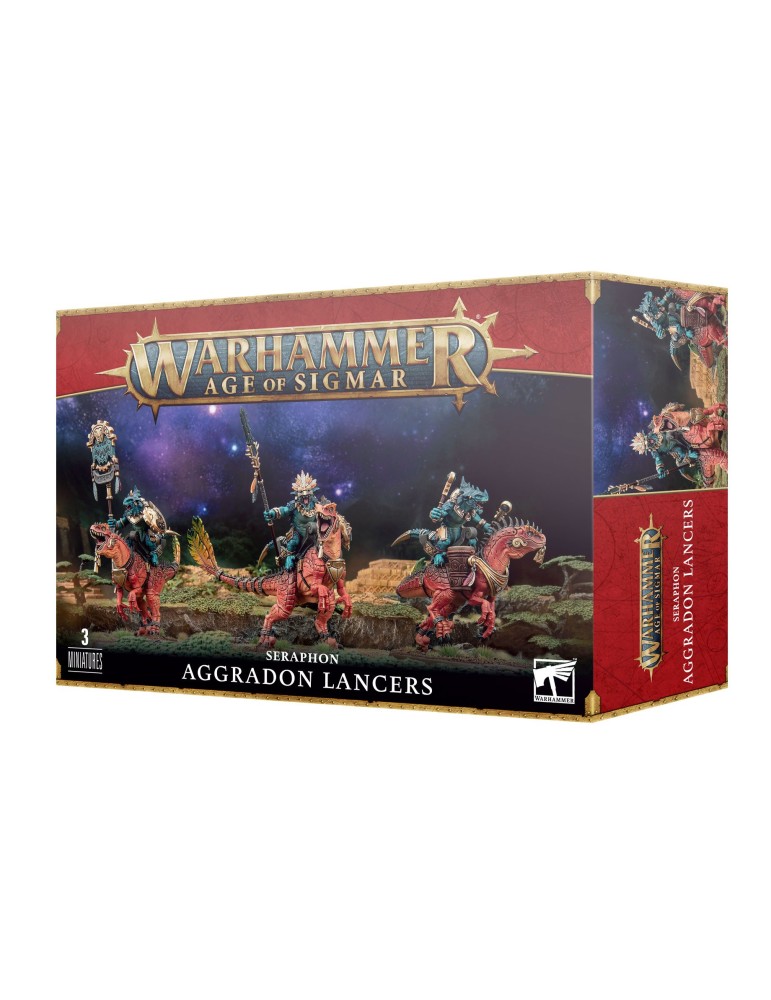 WARHAMMER
AGE OF SIGMAR
3
MINIATURES
SERAPHON
AGGRADON LANCERS
WARHAMMER
WARHAMMER
AGE OF SIGMAR
SERAPHON
AGGRADON LANCERS